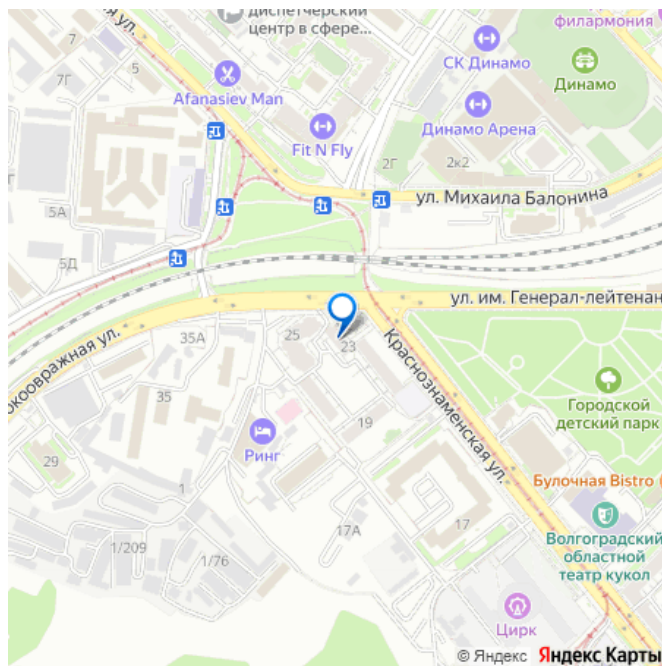 диспетчерский
центр в сфере...
филармония
СК Динамо
Динамо
Afanasiev Man
Динамо Арена
Fit N Fly
7
5
7Г
2Г
2к2
ул. Михаила Балонина
5А
5Д
ул. им. Генерал-лейтенан
35А
25
23
Краснознаменская ул.
коовражная ул.
35
19
Городской
детский парк
Ринг
29
Булочная Bistro
1
17А
17
Волгоградский
областной
театр кукол
1/209
1/76
Цирк
© Яндекс Яндекс Карты